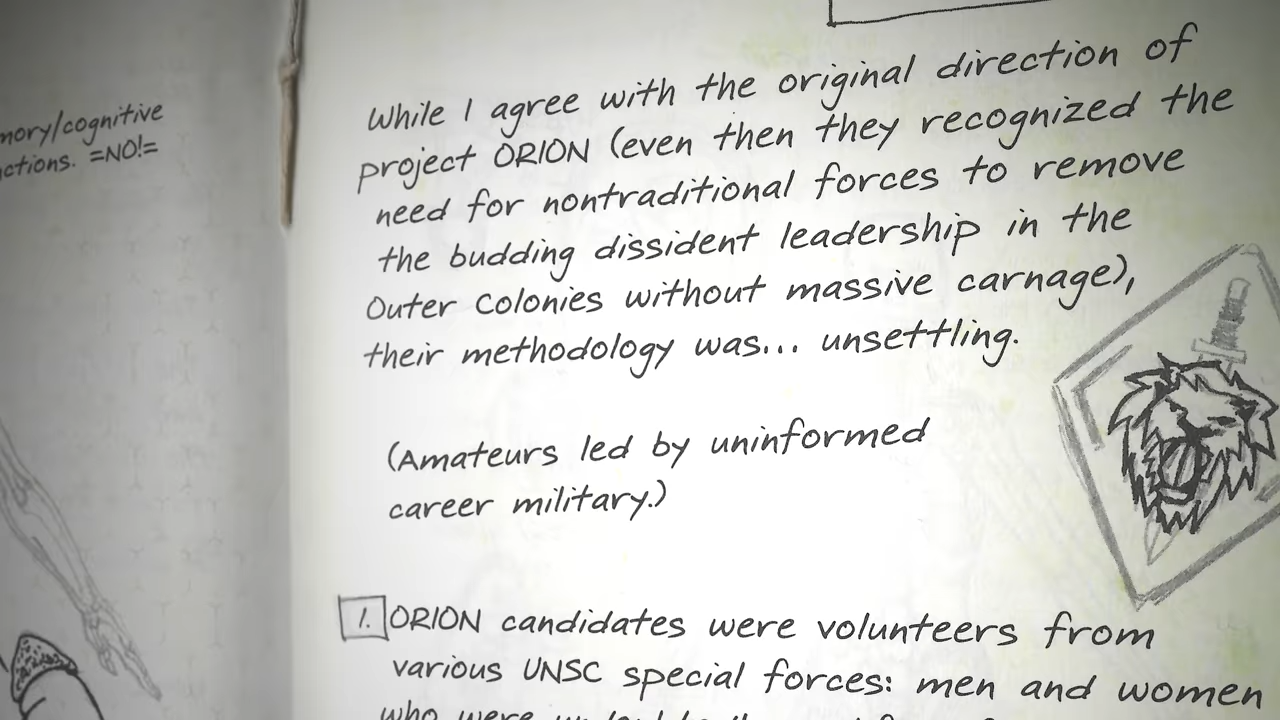 mory/cognitive
ctions. =NO!=
While I agree with the original direction of
project ORION (even then they recognized the
need for nontraditional forces to remove
the budding dissident leadership in the
Outer Colonies without massive carnage),
their methodology was... unsettling.
(Amateurs led by uninformed
career military.)
1. ORION candidates were volunteers from
various UNSC special forces: men and women
who were